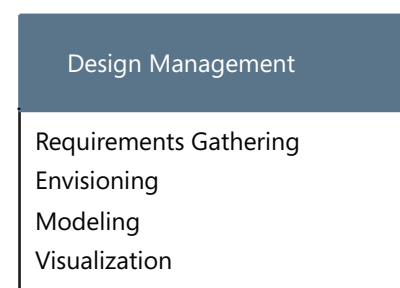 Design Management
Requirements Gathering
Envisioning
Modeling
Visualization